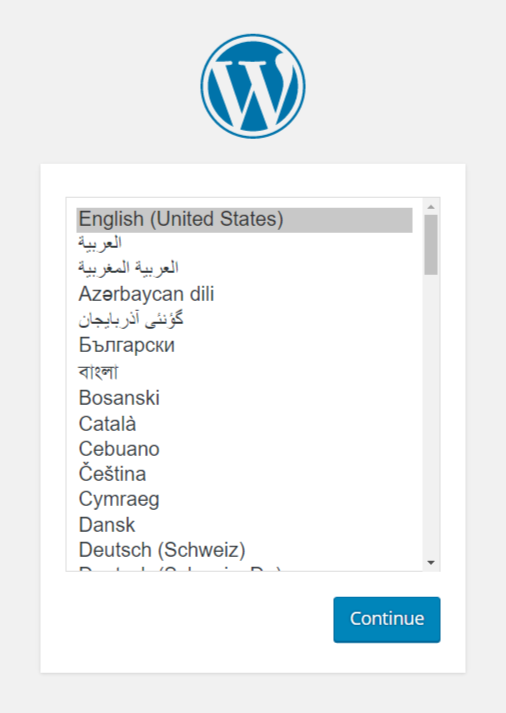 English (United States)
العربية
العربية المغربية
Azərbaycan dili
گؤنئی آذربایجان
Български
বাংলা
Bosanski
Català
Cebuano
Čeština
Cymraeg
Dansk
Deutsch (Schweiz)
Continue